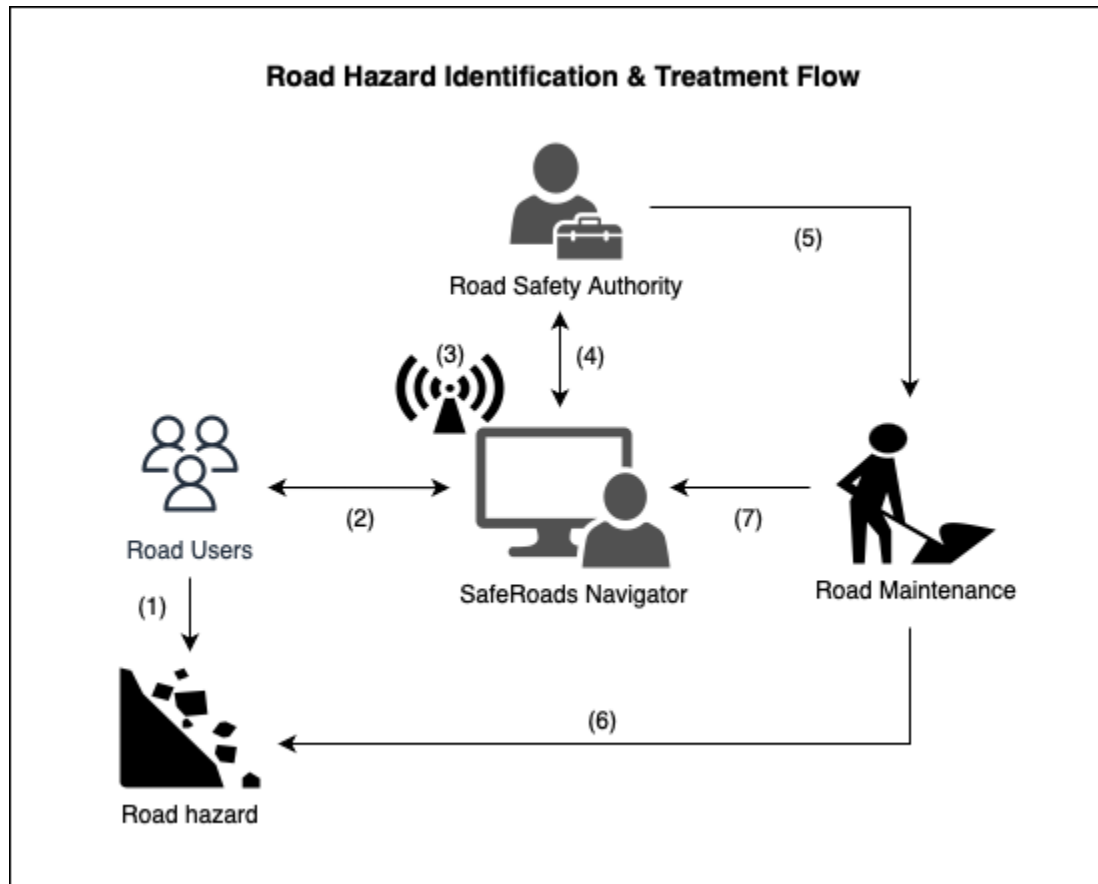 Road Hazard Identification & Treatment Flow
(5)
Road Safety Authority
(3)
(4)
(2)
(7)
Road Users
SafeRoads Navigator
Road Maintenance
(1)
(6)
Road hazard